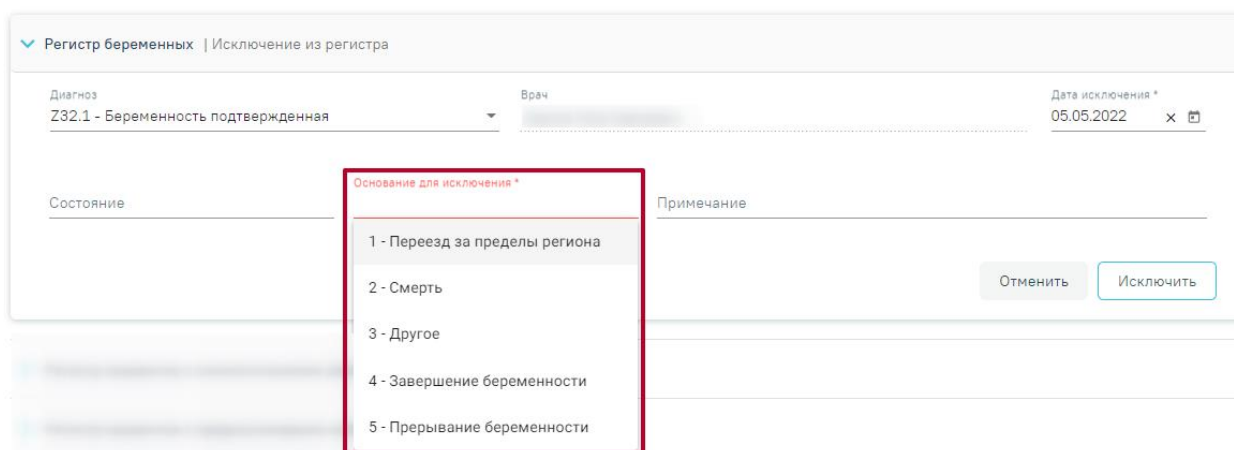 Регистр беременных | Исключение из регистра
Диагноз
Z32.1 - Беременность подтвержденная
Врач
Дата исключения *
05.05.2022
Состояние
Основание для исключения *
Примечание
1 - Переезд за пределы региона
2 - Смерть
3 - Другое
4 - Завершение беременности
5 - Прерывание беременности
Отменить
Исключить